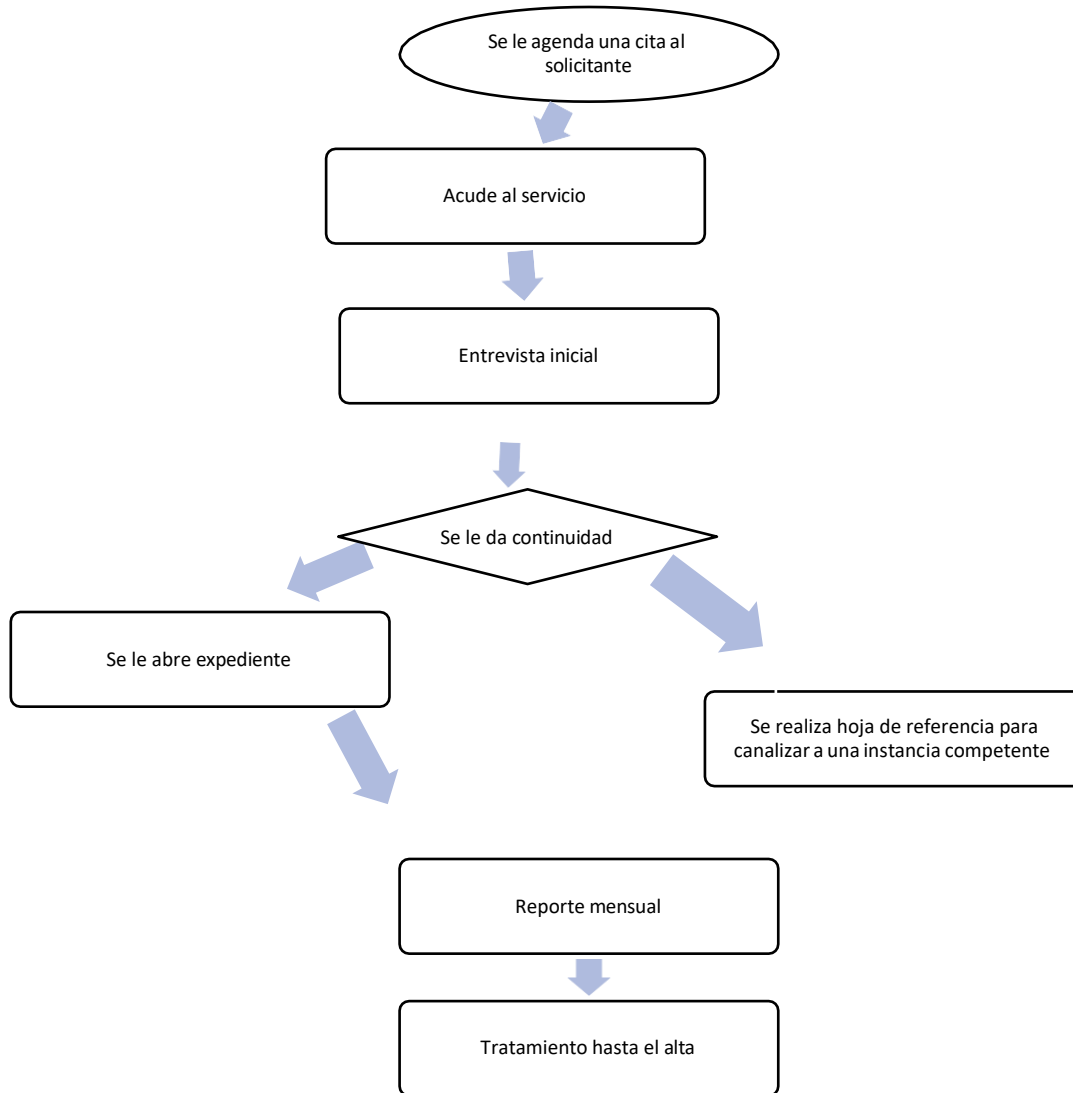 Se le agenda una cita al
solicitante
Acude al servicio
Entrevista inicial
Se le da continuidad
Se le abre expediente
Se realiza hoja de referencia para
canalizar a una instancia competente
Reporte mensual
Tratamiento hasta el alta